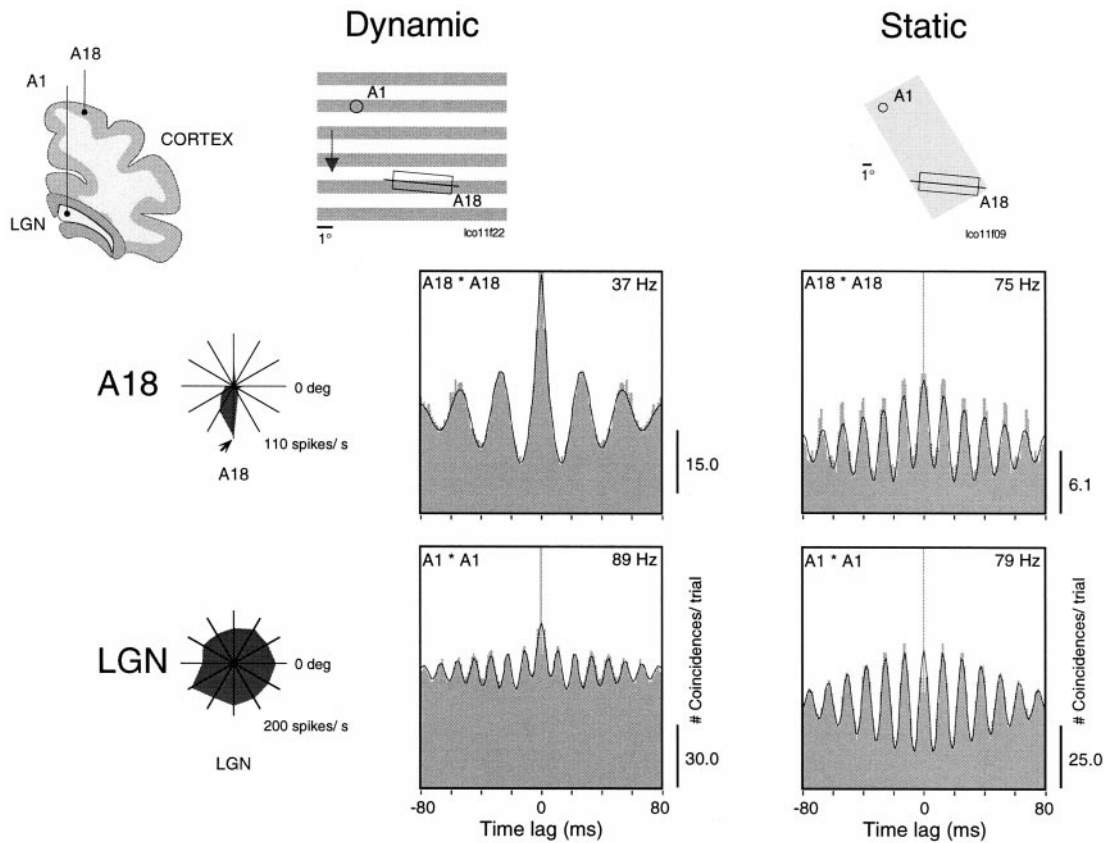 Dynamic
Static
A18
A1
CORTEX
LGN
A1
A18
1°
lco11f22
A1
1°
A18
lco11f09
A18
0 deg
110 spikes/ s
A18
A18 * A18
37 Hz
15.0
A18 * A18
75 Hz
6.1
LGN
0 deg
200 spikes/ s
LGN
A1 * A1
89 Hz
# Coincidences/ trial
30.0
-80
0
80
Time lag (ms)
A1 * A1
79 Hz
# Coincidences/ trial
25.0
-80
0
80
Time lag (ms)